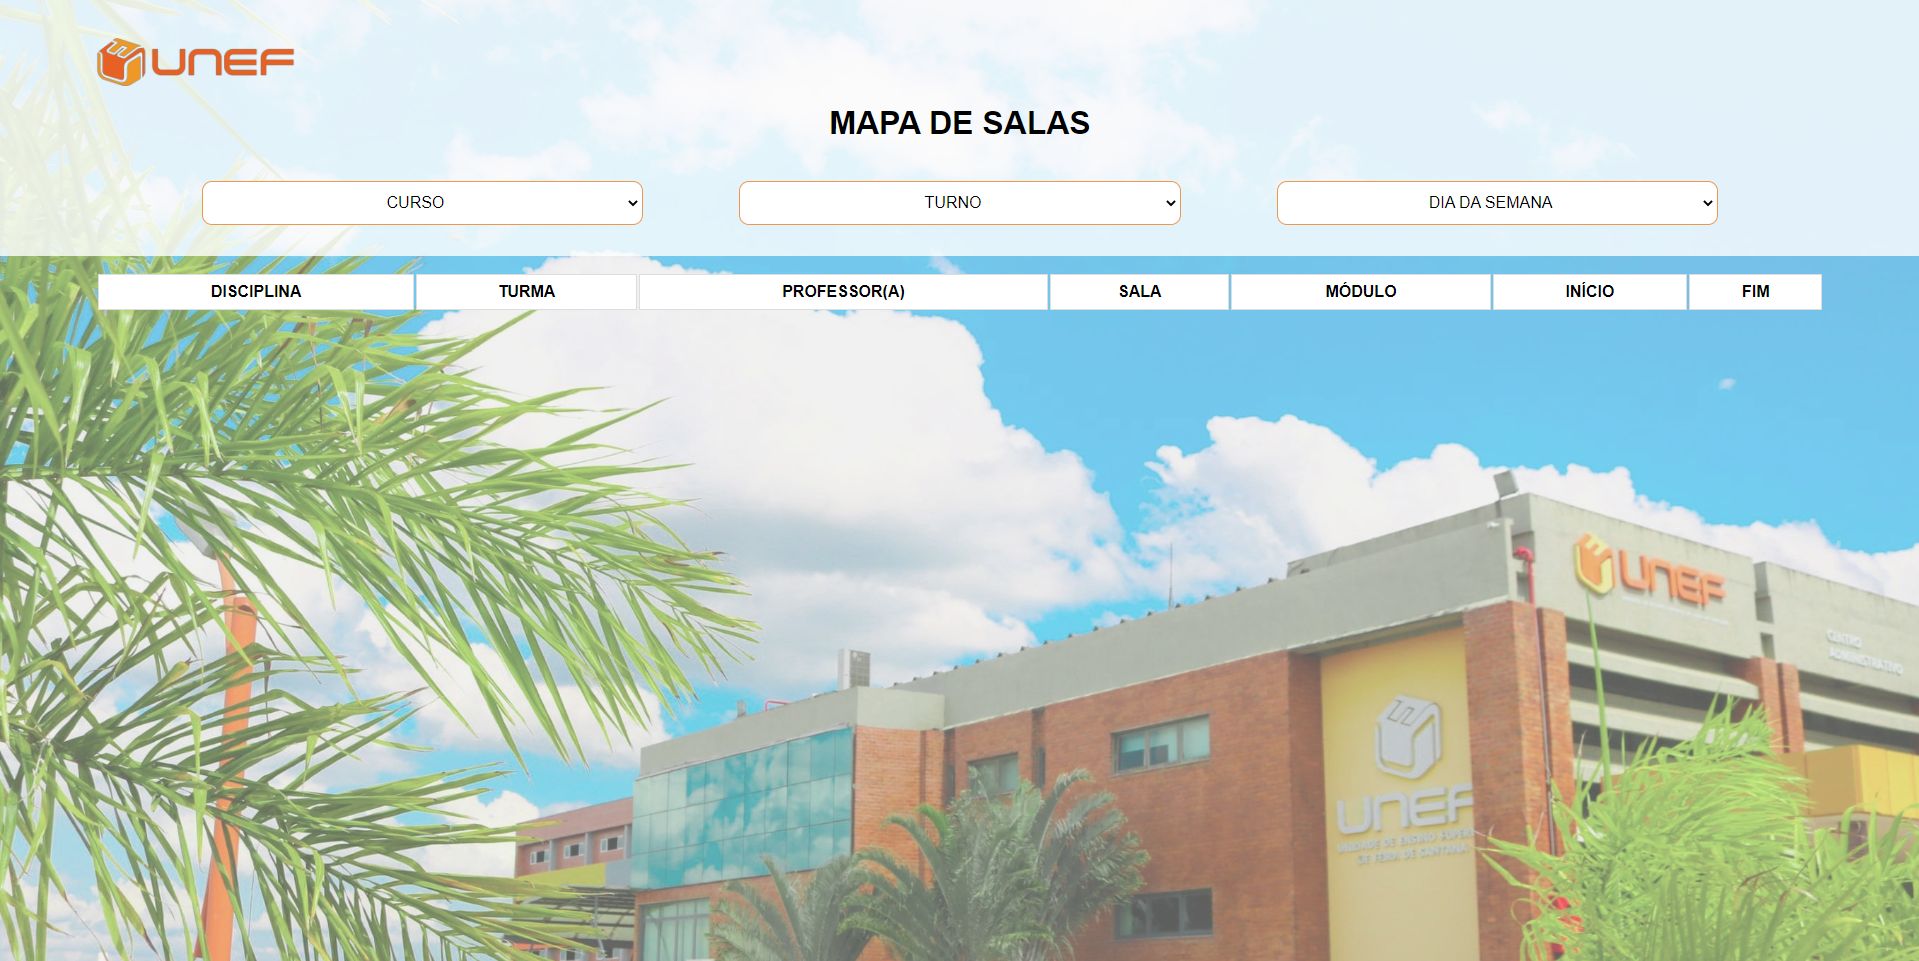 UNEF
MAPA DE SALAS
CURSO
TURNO
DIA DA SEMANA
DISCIPLINA
TURMA
PROFESSOR(A)
SALA
MÓDULO
INÍCIO
FIM
UNEF
CENTRO
ADMINISTRATIVO
UNEF
UNIDADE DE ENSINO SUPERI
DE FEIRA DE SANTANA